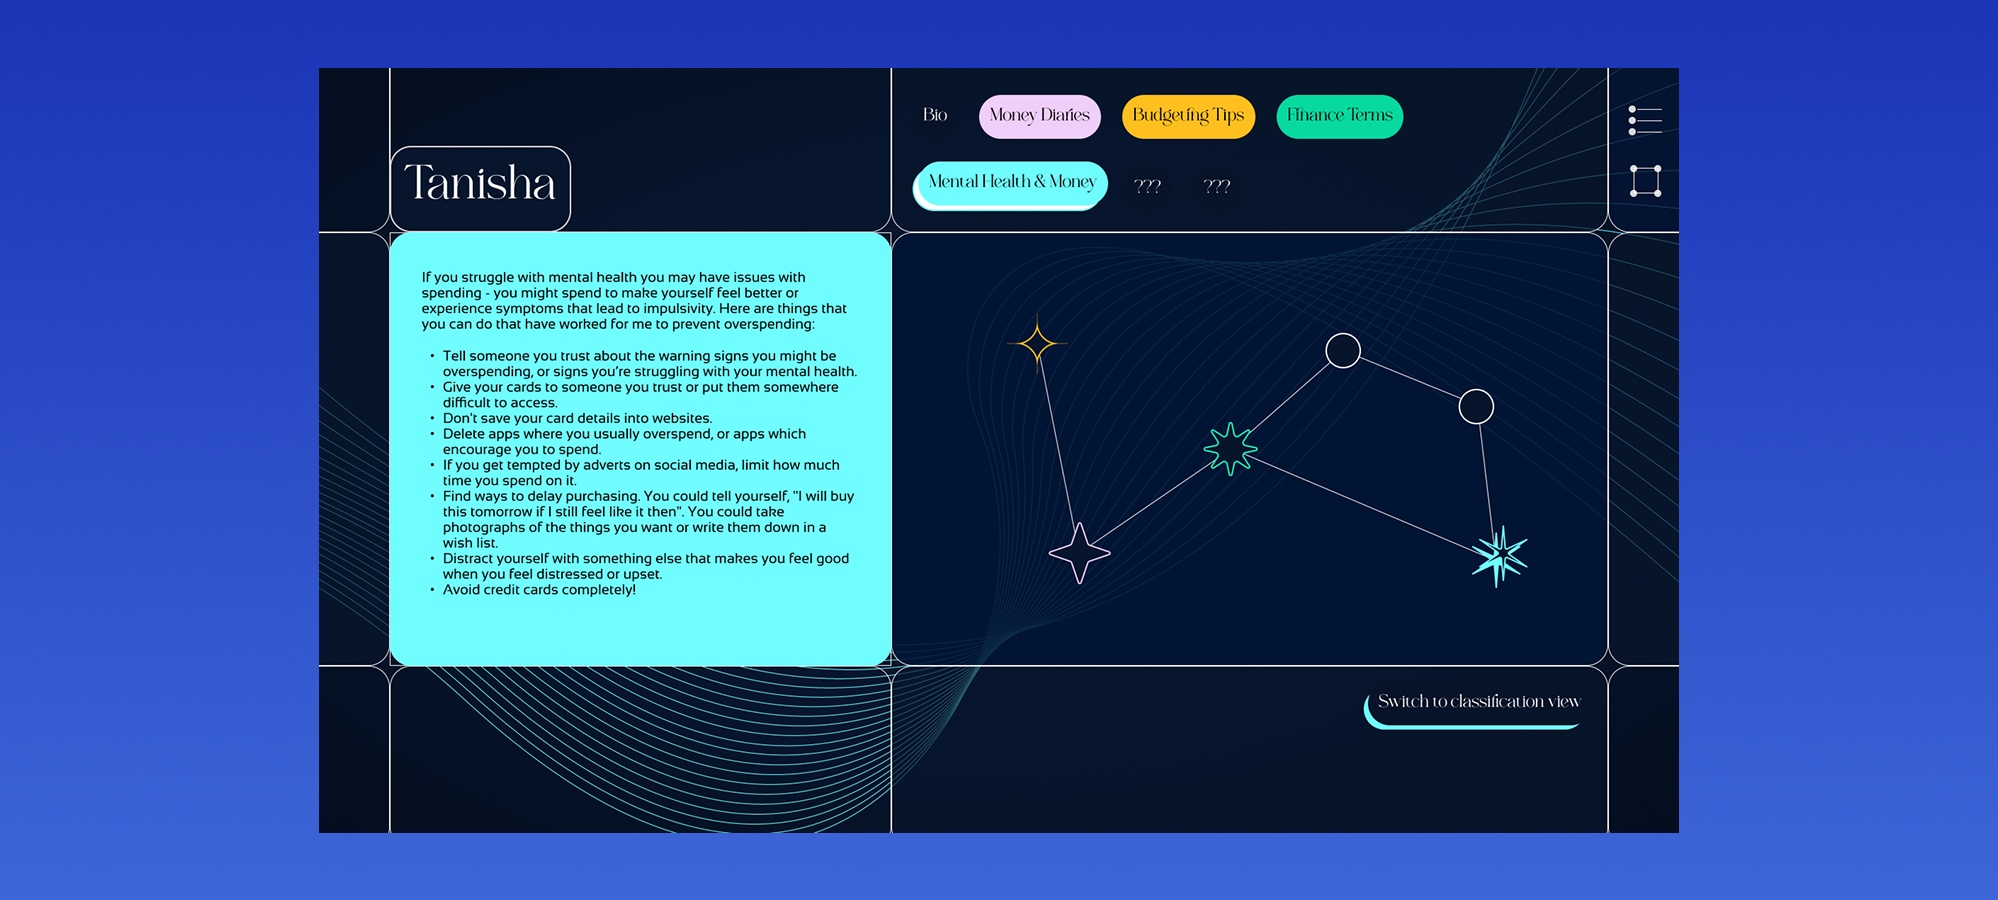 Bio
Money Diaries
Budgeting Tips
Finance Terms
Tanisha
Mental Health & Money
???
???
If you struggle with mental health you may have issues with
spending - you might spend to make yourself feel better or
experience symptoms that lead to impulsivity. Here are things that
you can do that have worked for me to prevent overspending:
• Tell someone you trust about the warning signs you might be
overspending, or signs you're struggling with your mental health.
• Give your cards to someone you trust or put them somewhere
difficult to access.
• Don't save your card details into websites.
• Delete apps where you usually overspend, or apps which
encourage you to spend.
• If you get tempted by adverts on social media, limit how much
time you spend on it.
• Find ways to delay purchasing. You could tell yourself, "I will buy
this tomorrow if I still feel like it then". You could take
photographs of the things you want or write them down in a
wish list.
• Distract yourself with something else that makes you feel good
when you feel distressed or upset.
• Avoid credit cards completely!
Switch to classification view